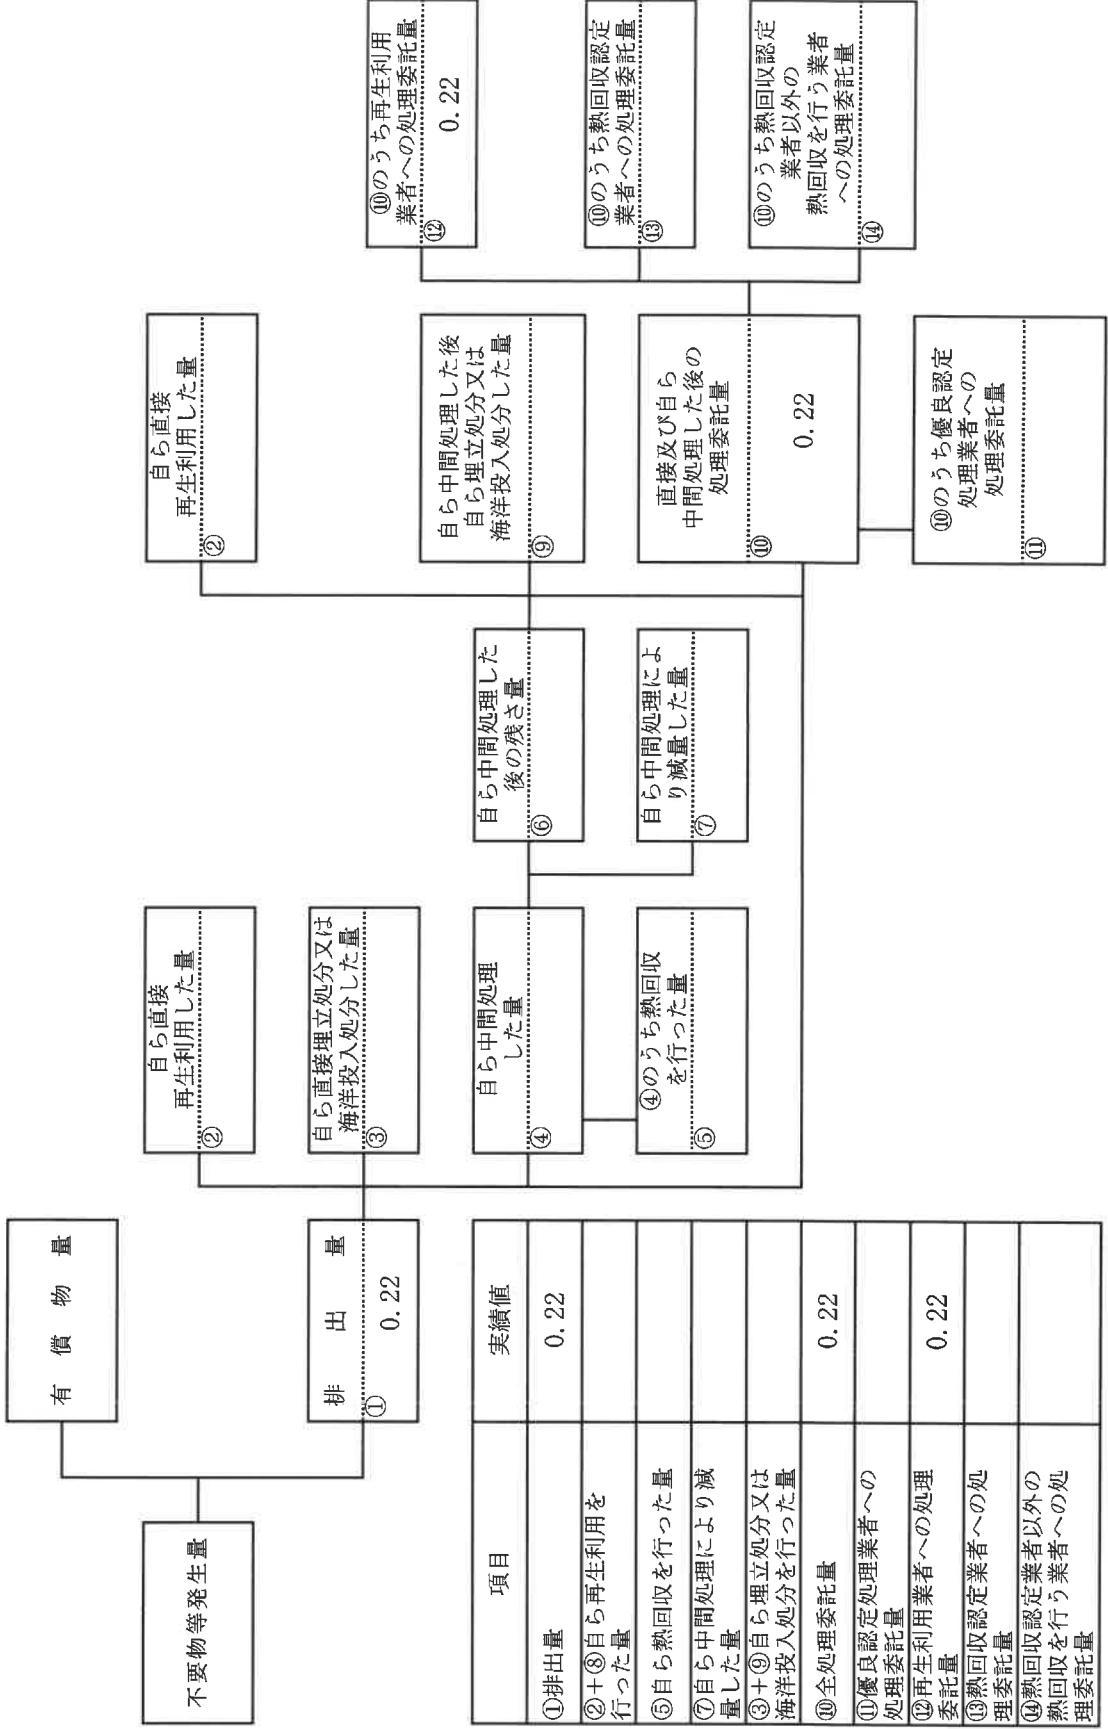 不要物等発生量
有償物量
排出量
①
0.22
自ら直接
再生利用した量
②
自ら直接埋立処分又は
海洋投入処分した量
③
自ら中間処理
した量
④
④のうち熱回収
を行った量
⑤
自ら中間処理した
後の残さ量
⑥
自ら中間処理によ
り減量した量
⑦
自ら直接
再生利用した量
②
自ら中間処理した後
自ら埋立処分又は
海洋投入処分した量
⑨
直接及び自ら
中間処理した後の
処理委託量
⑩
0.22
⑩のうち優良認定
処理業者への
処理委託量
⑪
⑩のうち再生利用
業者への処理委託量
⑫
0.22
⑩のうち熱回収認定
業者への処理委託量
⑬
⑩のうち熱回収認定
業者以外の
熱回収を行う業者
への処理委託量
⑭
項目 実績値
①排出量 0.22
②+⑧自ら再生利用を
行った量
⑤自ら熱回収を行った量
⑦自ら中間処理により減
量した量
③+⑨自ら埋立処分又は
海洋投入処分を行った量
⑩全処理委託量 0.22
⑪優良認定処理業者への
処理委託量
⑫再生利用業者への処理
委託量 0.22
⑬熱回収認定業者への処
理委託量
⑭熱回収認定業者以外の
熱回収を行う業者への処
理委託量